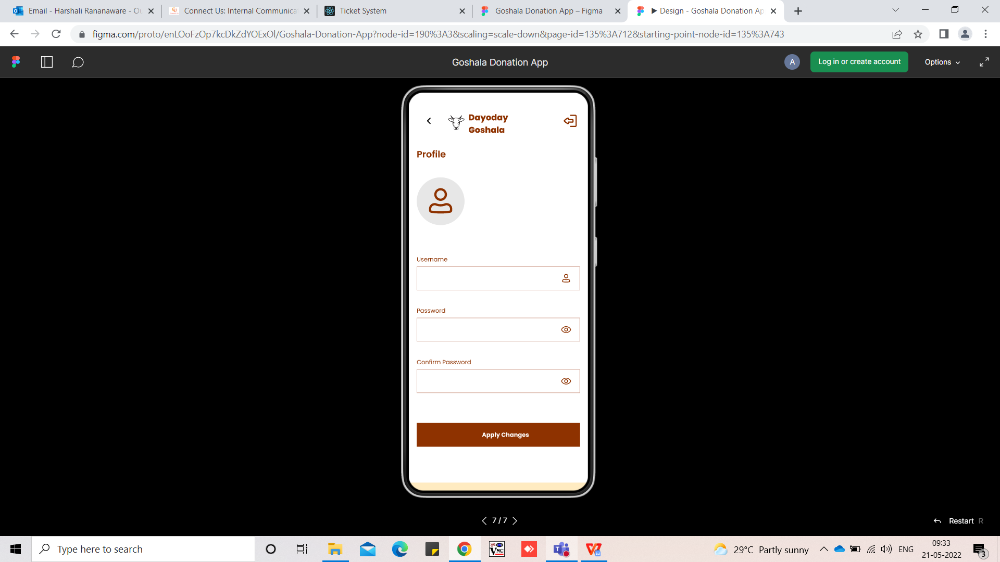 Email - Harshali Rananaware - Ou
Connect Us: Internal Communica
Ticket System
Goshala Donation App – Figma
Design - Goshala Donation Ap
figma.com/proto/enLOoFzOp7kcDkZdYOExOl/Goshala-Donation-App?node-id=190%3A3&scaling=scale-down&page-id=135%3A712&starting-point-node-id=135%3A743
Goshala Donation App
A
Log in or create account
Options
Dayoday
Goshala
Profile
Username
Password
Confirm Password
Apply Changes
7 / 7
Restart R
Type here to search
29°C Partly sunny
ENG
09:33
21-05-2022
3